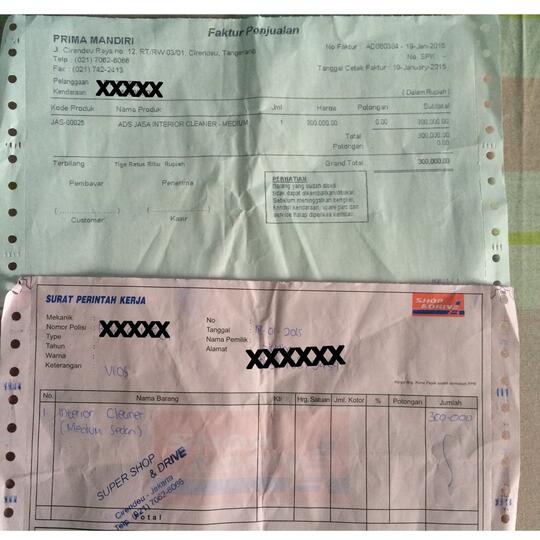 Faktur Penjualan
PRIMA MANDIRI
Jl. Cirendeu Raya no. 12, RT/RW 03/01, Cirendeu, Tangerang
Telp : (021) 7062-6066
Fax : (021) 742-2413
No Faktur : AD080384 - 19-Jan-2015
No. SPK : -
Tanggal Cetak Faktur : 19-January-2015
Pelanggan
Kendaraan XXXXX
( Dalam Rupiah )
Kode Produk Nama Produk Jml Harga Potongan Subtotal
JAS-00025 ADS JASA INTERIOR CLEANER - MEDIUM 1 300,000.00 0.00 300,000.00
Total 300,000.00
Potongan 0.00
Terbilang Tiga Ratus Ribu Rupiah Grand Total 300,000.00
Pembayar Penerima
PERHATIAN
Barang yang sudah dibeli
tidak dapat dikembalikan/ditukar.
Sebelum meninggalkan bengkel,
kondisi kendaraan, spare part dan
service harap diperiksa kembali.
Customer Kasir
SURAT PERINTAH KERJA
SHOP
& DRIVE
Mekanik :
Nomor Polisi : XXXXX
Type
Tahun :
Warna :
Keterangan VIOS
No :
Tanggal -01-2015
Nama Pemilik :
Alamat XXXXXX
No. Nama Barang Kti Hrg. Satuan Jml. Kotor % Potongan Jumlah
1 Interior Cleaner 300.000
(Medium Sedan)
SUPER SHOP
& DRIVE
Cirendeu - Jakarta
Telp. (021) 7062-6066
Total